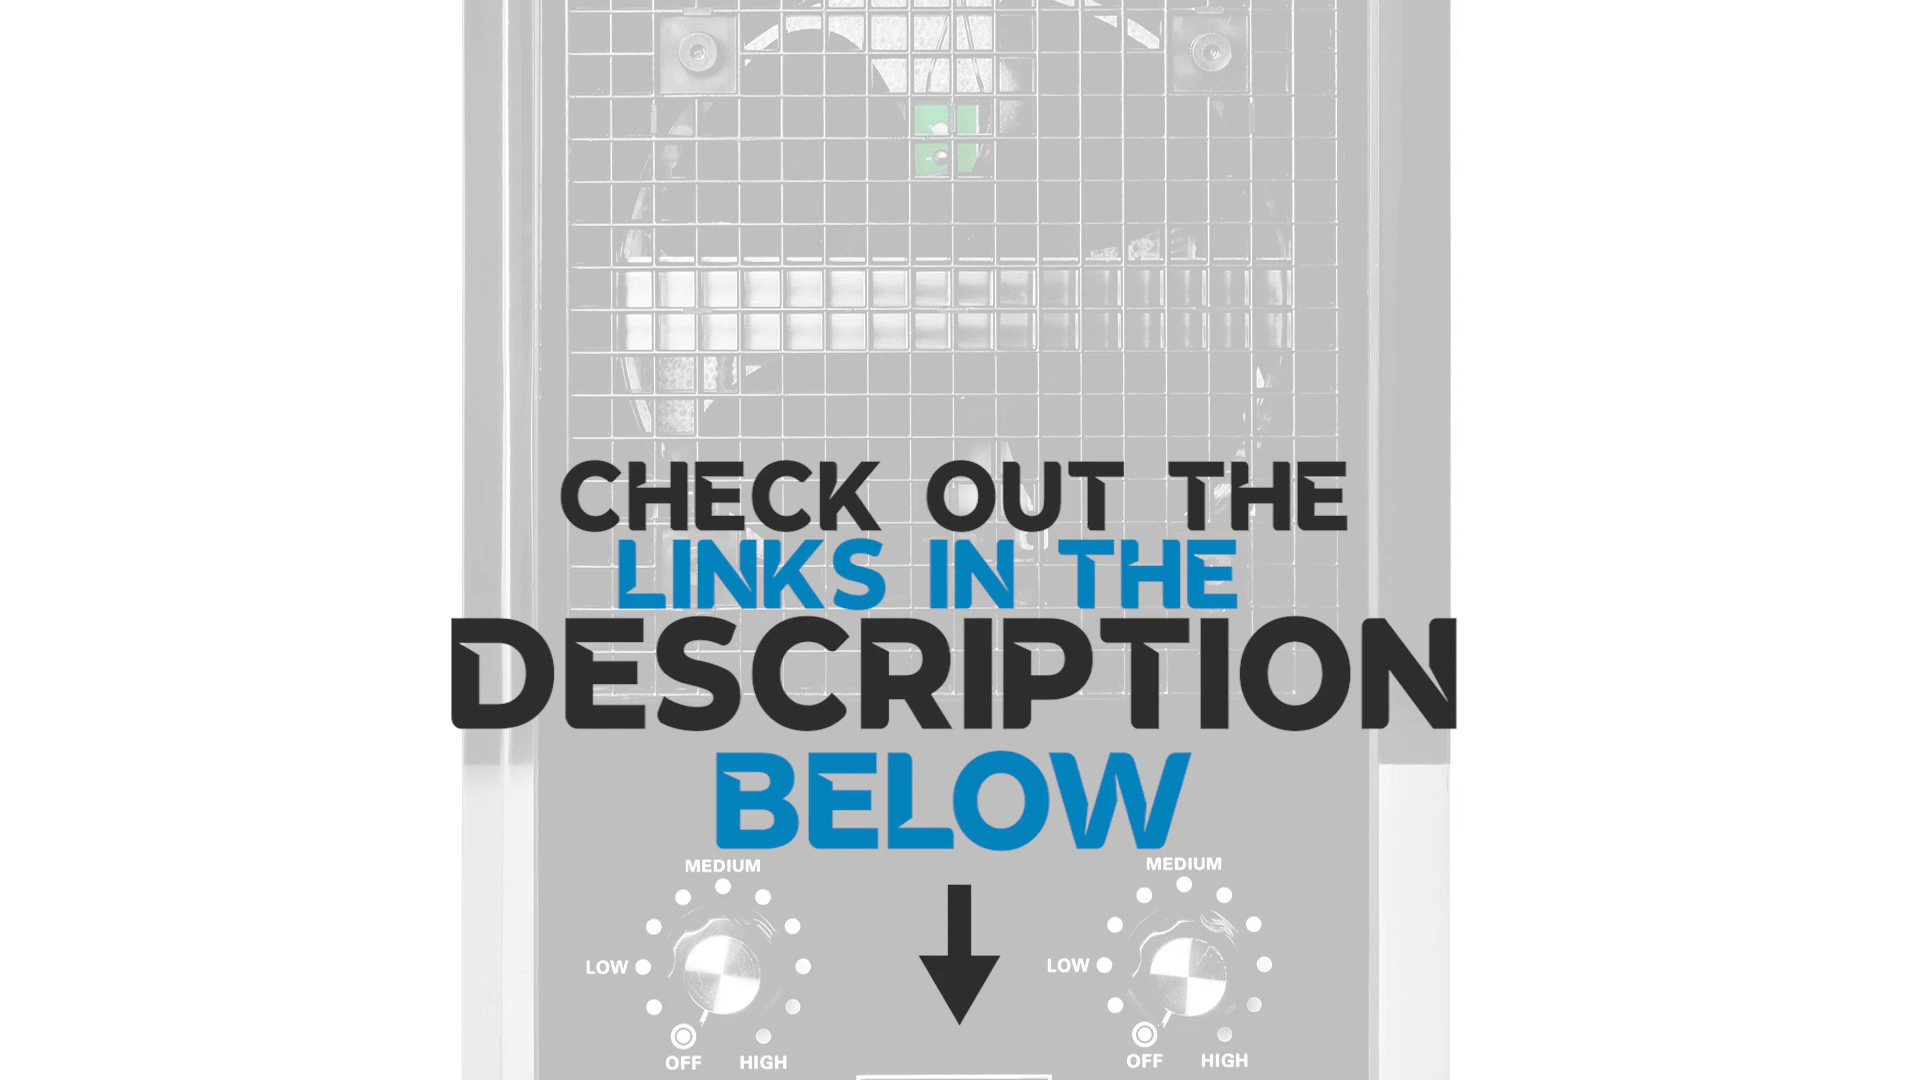 CHECK OUT THE
LINKS IN THE
DESCRIPTION
BELOW
MEDIUM
LOW
OFF
HIGH
MEDIUM
LOW
OFF
HIGH